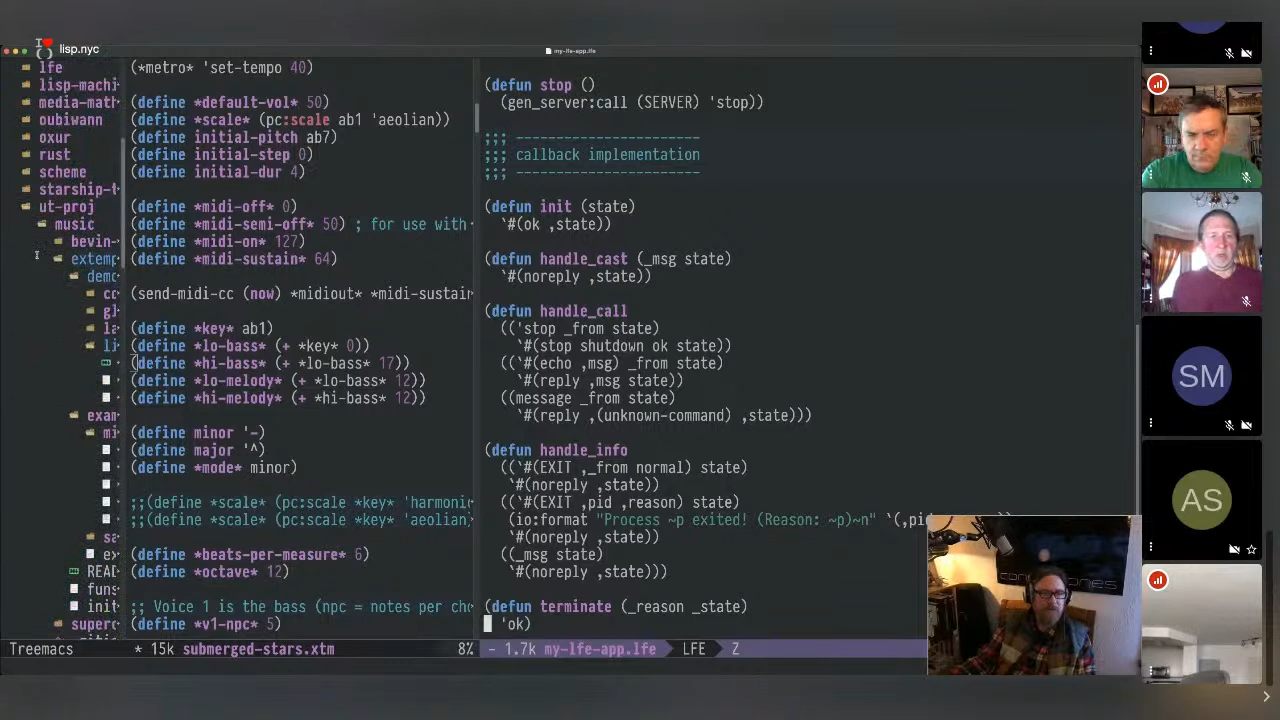 I
()
lisp.nyc
my-lfe-app.lfe
lfe
lisp-machi
media-math
oubiwann
oxur
rust
scheme
starship-t
ut-proj
music
bevin-
extemp
demo
cc
gl
la
li
exam
mi
sa
ex
READ
funs
init
superc
(*metro* 'set-tempo 40)
(define *default-vol* 50)
(define *scale* (pc:scale ab1 'aeolian))
(define initial-pitch ab7)
(define initial-step 0)
(define initial-dur 4)
(define *midi-off* 0)
(define *midi-semi-off* 50) ; for use with
(define *midi-on* 127)
(define *midi-sustain* 64)
(send-midi-cc (now) *midiout* *midi-sustain
(define *key* ab1)
(define *lo-bass* (+ *key* 0))
(define *hi-bass* (+ *lo-bass* 17))
(define *lo-melody* (+ *lo-bass* 12))
(define *hi-melody* (+ *hi-bass* 12))
(define minor '-)
(define major '^)
(define *mode* minor)
;;(define *scale* (pc:scale *key* 'harmonic
;;(define *scale* (pc:scale *key* 'aeolian)
(define *beats-per-measure* 6)
(define *octave* 12)
;; Voice 1 is the bass (npc = notes per cho
(define *v1-npc* 5)
(defun stop ()
(gen_server:call (SERVER) 'stop))
;;; -----------------------
;;; callback implementation
;;; -----------------------
(defun init (state)
`#(ok ,state))
(defun handle_cast (_msg state)
`#(noreply ,state))
(defun handle_call
(('stop _from state)
`#(stop shutdown ok state))
((`#(echo ,msg) _from state)
`#(reply ,msg state))
((message _from state)
`#(reply ,(unknown-command) ,state)))
(defun handle_info
((`#(EXIT ,_from normal) state)
`#(noreply ,state))
((`#(EXIT ,pid ,reason) state)
(io:format "Process ~p exited! (Reason: ~p)~n" `(,pid
`#(noreply ,state))
((_msg state)
`#(noreply ,state)))
(defun terminate (_reason _state)
'ok)
Treemacs
* 15k submerged-stars.xtm 8%
- 1.7k my-lfe-app.lfe LFE Z
SM
AS